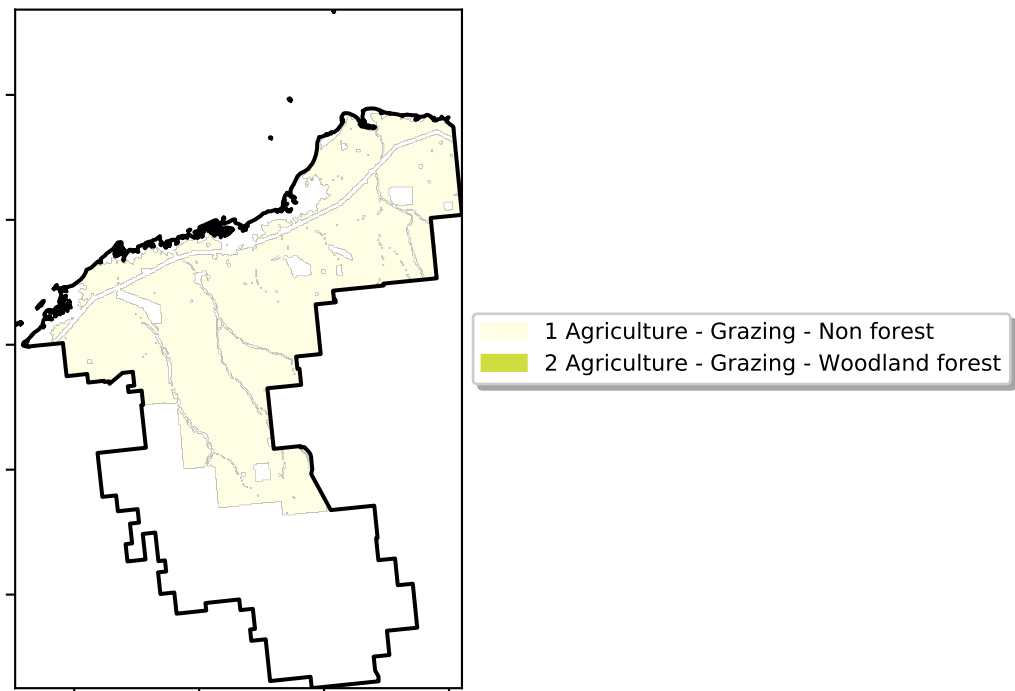 1 Agriculture - Grazing - Non forest
2 Agriculture - Grazing - Woodland forest